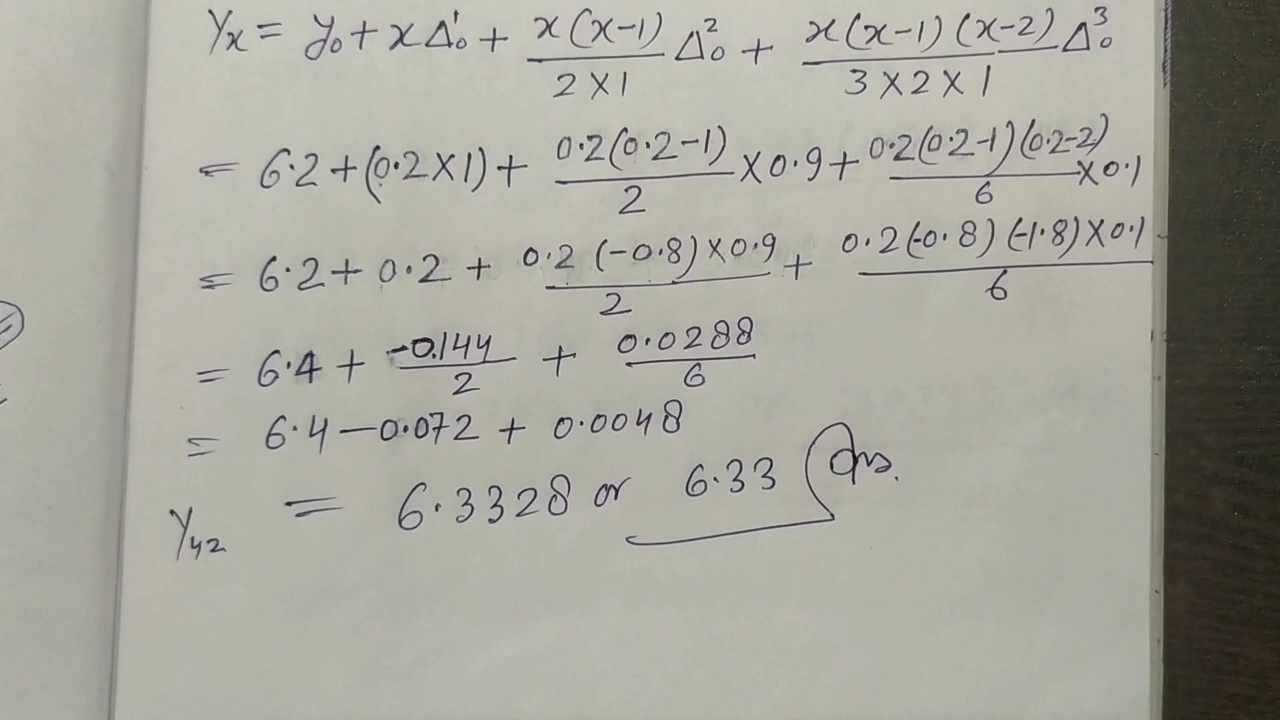 Yx = y₀ + xΔ¹₀ + x(x-1)/2×1 Δ²₀ + x(x-1)(x-2)/3×2×1 Δ³₀
= 6.2 + (0.2×1) + 0.2(0.2-1)/2 ×0.9 + 0.2(0.2-1)(0.2-2)/6 ×0.1
= 6.2 + 0.2 + 0.2(-0.8)×0.9/2 + 0.2(-0.8)(-1.8)×0.1/6
= 6.4 + -0.144/2 + 0.0288/6
= 6.4 - 0.072 + 0.0048
Y₄₂ = 6.3328 or 6.33 Ans.